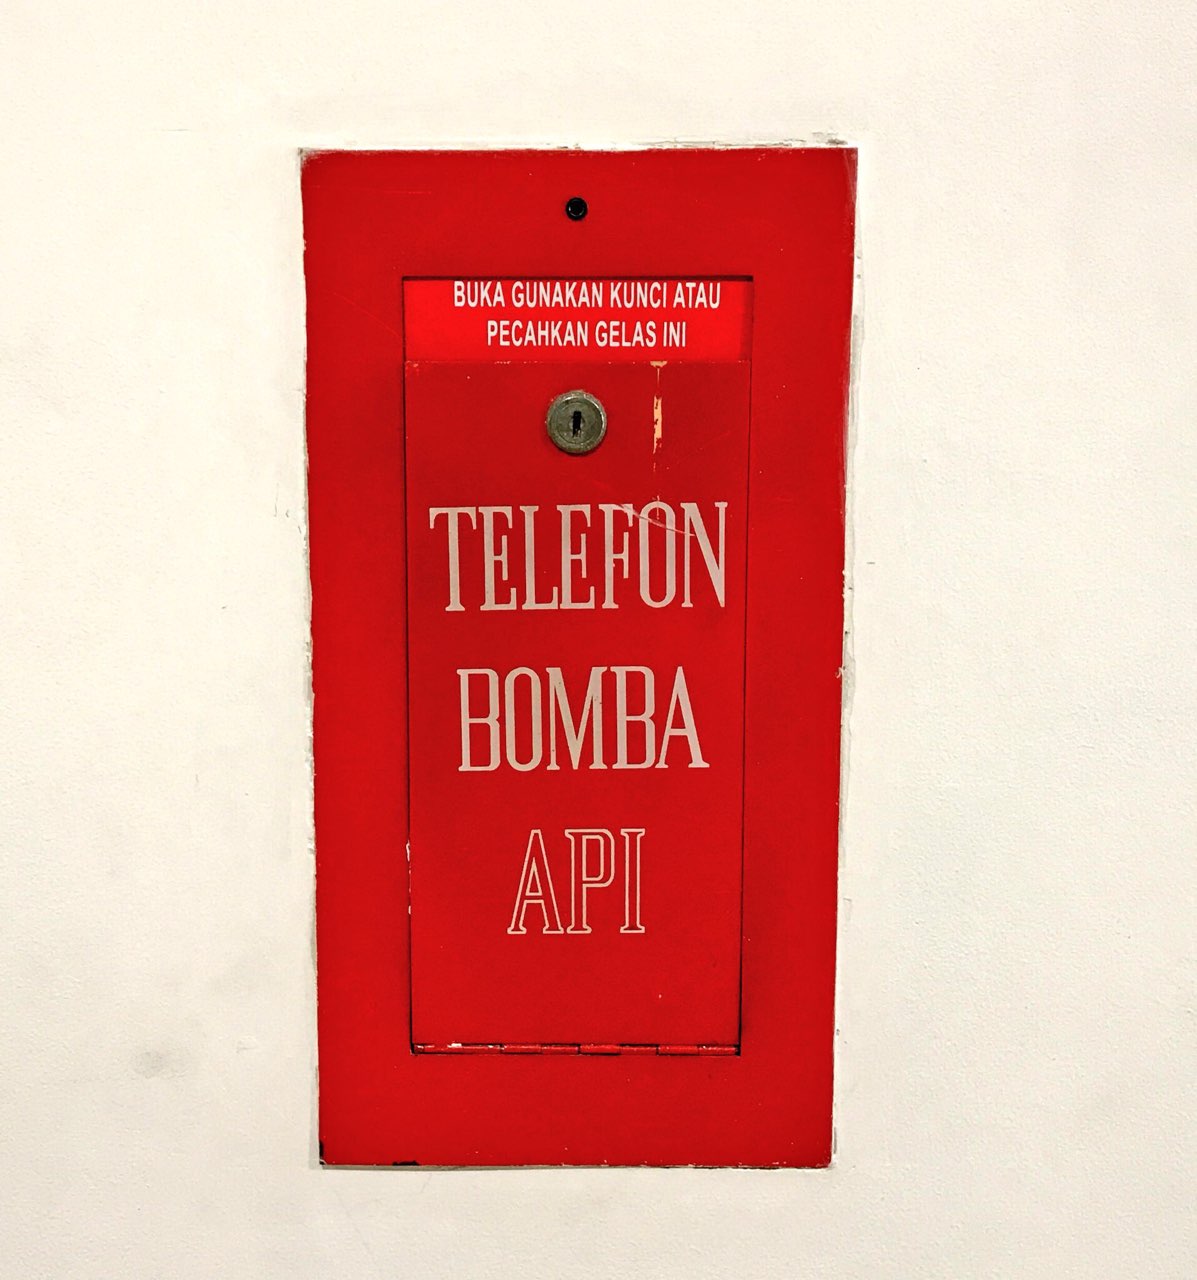 BUKA GUNAKAN KUNCI ATAU
PECAHKAN GELAS INI
TELEFON
BOMBA
API